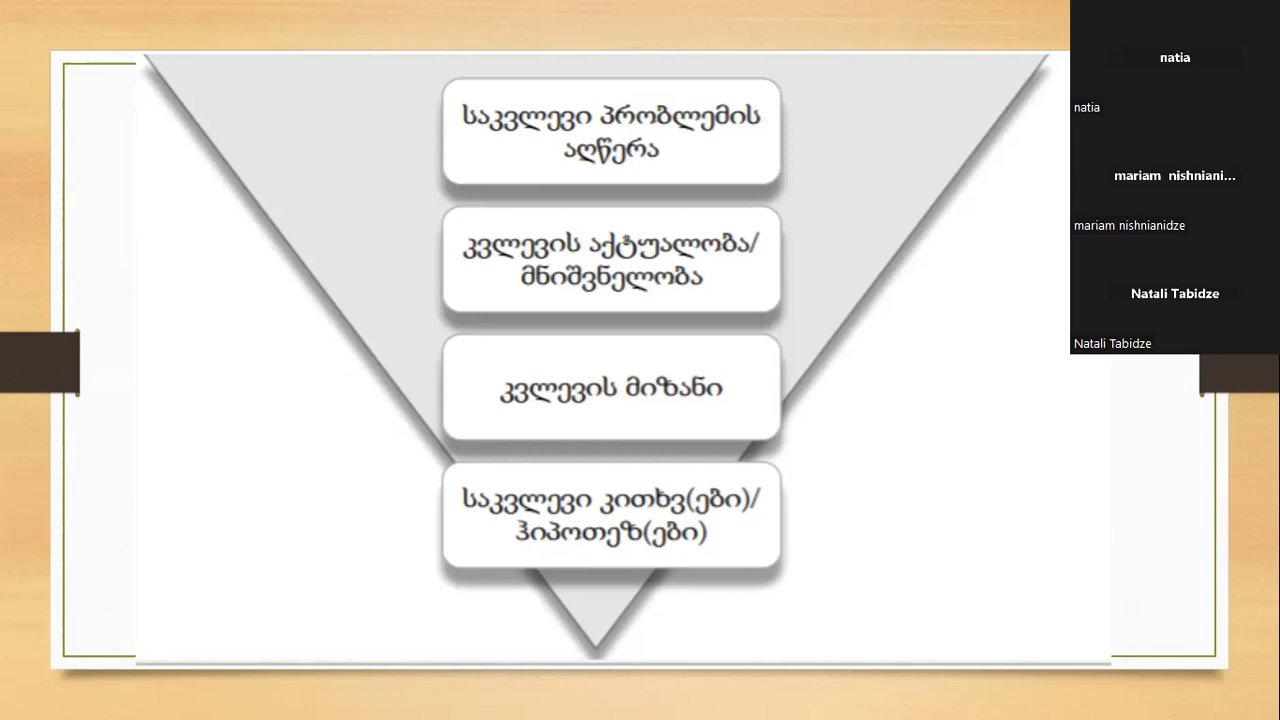 საკვლევი პრობლემის
აღწერა
კვლევის აქტუალობა/
მნიშვნელობა
კვლევის მიზანი
საკვლევი კითხვ(ები)/
ჰიპოთეზ(ები)
natia
natia
mariam nishniani...
mariam nishnianidze
Natali Tabidze
Natali Tabidze